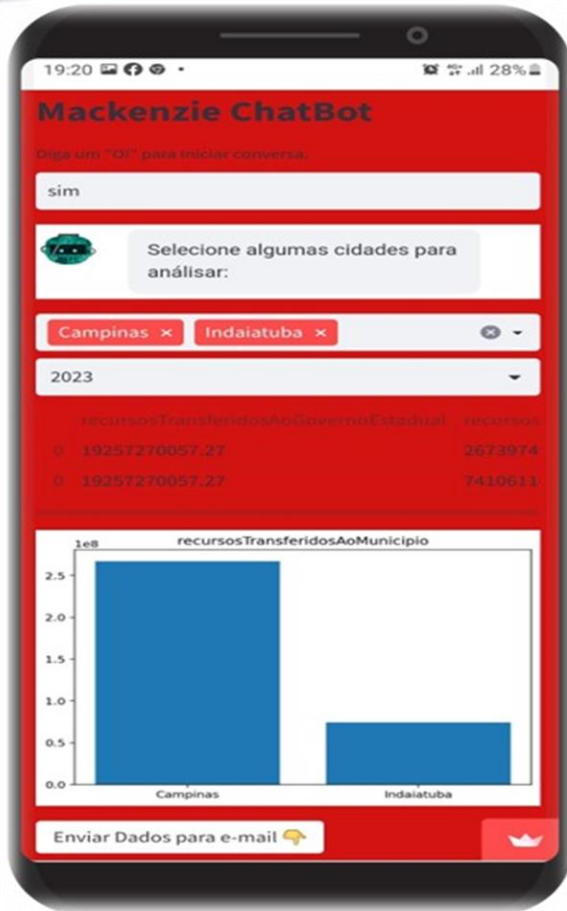 19:20
28%
Mackenzie ChatBot
Diga um "Oi" para iniciar conversa.
sim
Selecione algumas cidades para
análisar:
Campinas × Indaiatuba ×
2023
recursosTransferidosAoGovernoEstadual recursos
0 19257270057.27 2673974
0 19257270057.27 7410611
1e8 recursosTransferidosAoMunicipio
2.5
2.0
1.5
1.0
0.5
0.0
Campinas Indaiatuba
Enviar Dados para e-mail 👇